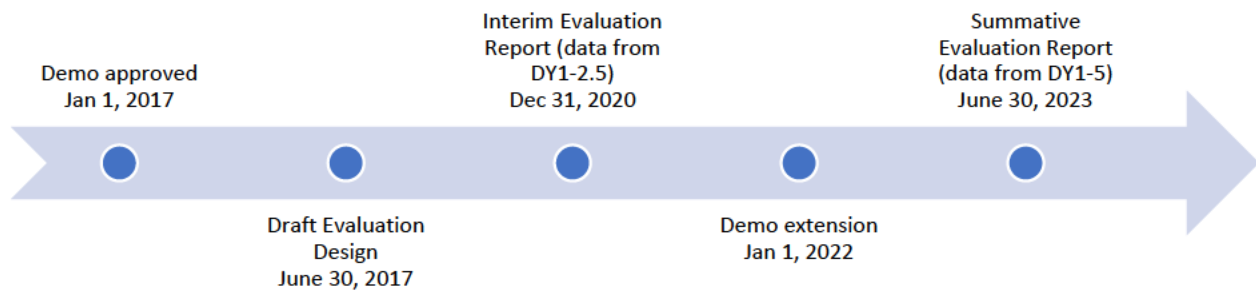 Demo approved
Jan 1, 2017
Draft Evaluation
Design
June 30, 2017
Interim Evaluation
Report (data from
DY1-2.5)
Dec 31, 2020
Demo extension
Jan 1, 2022
Summative
Evaluation Report
(data from DY1-5)
June 30, 2023